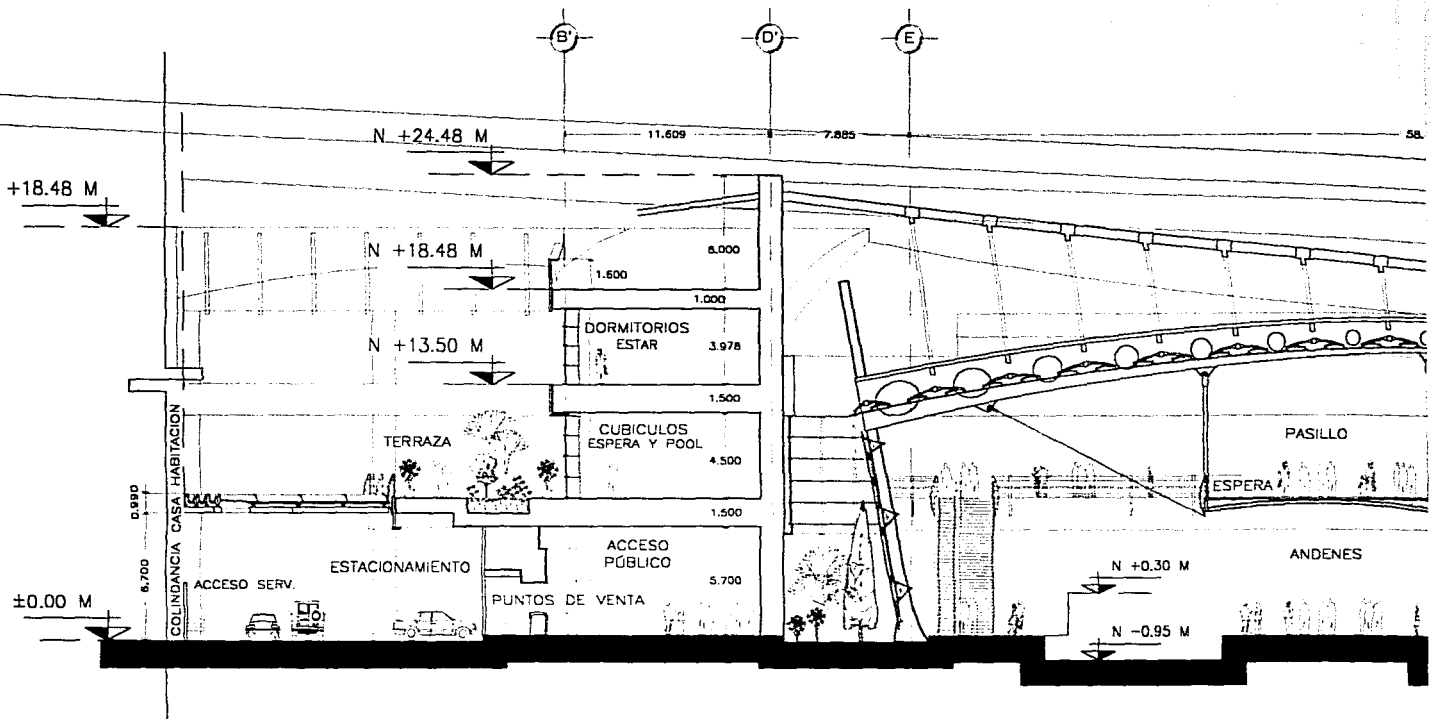 B'
D'
E
11.609
7.885
58.
N +24.48 M
+18.48 M
N +18.48 M
6.000
1.600
1.000
DORMITORIOS
ESTAR
3.978
N +13.50 M
1.500
TERRAZA
CUBICULOS
ESPERA Y POOL
4.500
PASILLO
ESPERA
0.990
1.500
COLINDANCIA CASA HABITACION
ESTACIONAMIENTO
ACCESO
PÚBLICO
5.700
ANDENES
N +0.30 M
6.700
ACCESO SERV.
PUNTOS DE VENTA
±0.00 M
N -0.95 M